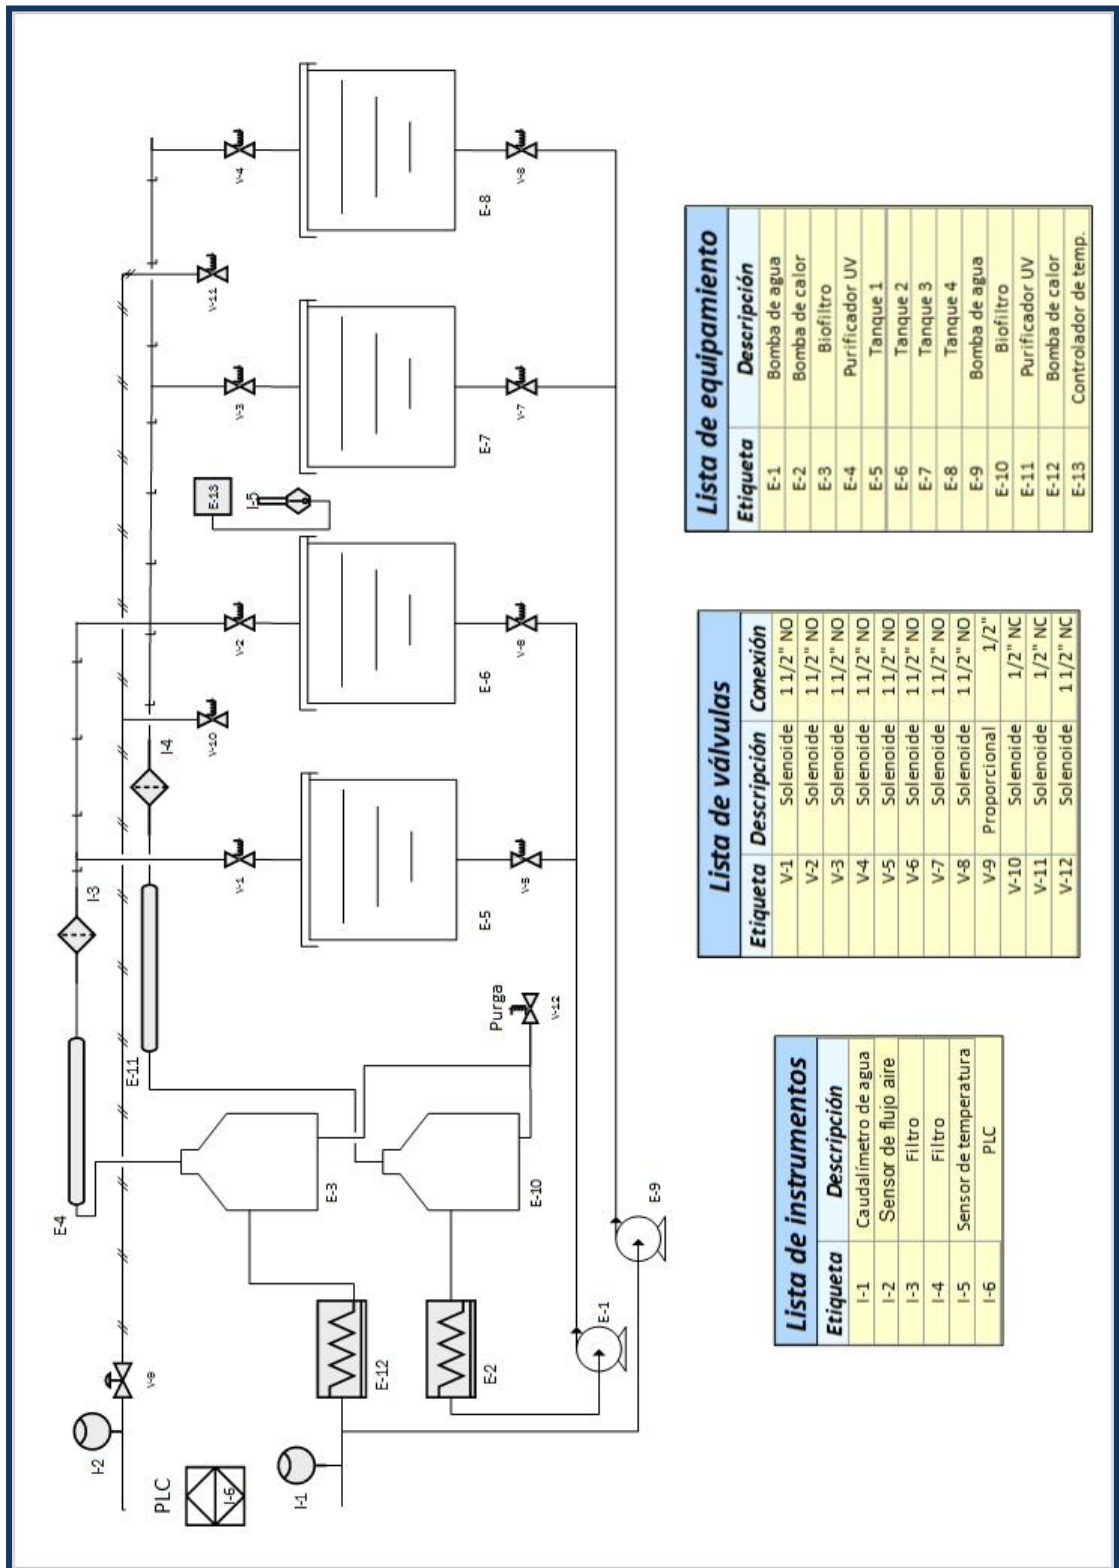 E-4
I-3
I-2
E-11
V-9
PLC
I-4
V-10
V-11
I-6
E-13
V-1
V-2
V-3
V-4
I-5
I-1
E-3
E-12
E-5
E-6
E-7
E-8
E-2
Purga
V-5
V-6
V-7
V-8
E-10
V-12
E-1
E-9
Lista de instrumentos
Etiqueta Descripción
I-1 Caudalímetro de agua
I-2 Sensor de flujo aire
I-3 Filtro
I-4 Filtro
I-5 Sensor de temperatura
I-6 PLC
Lista de válvulas
Etiqueta Descripción Conexión
V-1 Solenoide 1 1/2" NO
V-2 Solenoide 1 1/2" NO
V-3 Solenoide 1 1/2" NO
V-4 Solenoide 1 1/2" NO
V-5 Solenoide 1 1/2" NO
V-6 Solenoide 1 1/2" NO
V-7 Solenoide 1 1/2" NO
V-8 Solenoide 1 1/2" NO
V-9 Proporcional 1/2"
V-10 Solenoide 1/2" NC
V-11 Solenoide 1/2" NC
V-12 Solenoide 1 1/2" NC
Lista de equipamiento
Etiqueta Descripción
E-1 Bomba de agua
E-2 Bomba de calor
E-3 Biofiltro
E-4 Purificador UV
E-5 Tanque 1
E-6 Tanque 2
E-7 Tanque 3
E-8 Tanque 4
E-9 Bomba de agua
E-10 Biofiltro
E-11 Purificador UV
E-12 Bomba de calor
E-13 Controlador de temp.